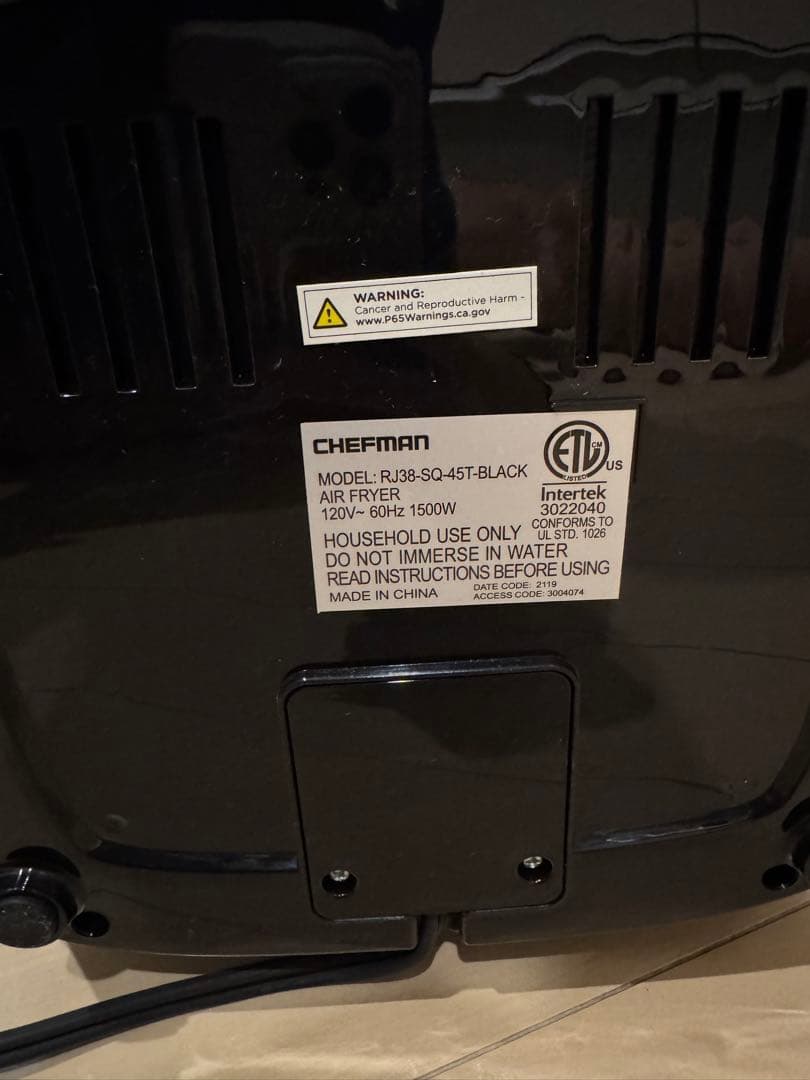 WARNING:
Cancer and Reproductive Harm -
www.P65Warnings.ca.gov
CHEFMAN
MODEL: RJ38-SQ-45T-BLACK
AIR FRYER
120V~ 60Hz 1500W
ETL CM
LISTED
US
Intertek
3022040
CONFORMS TO
UL STD. 1026
HOUSEHOLD USE ONLY
DO NOT IMMERSE IN WATER
READ INSTRUCTIONS BEFORE USING
MADE IN CHINA
DATE CODE: 2119
ACCESS CODE: 3004074